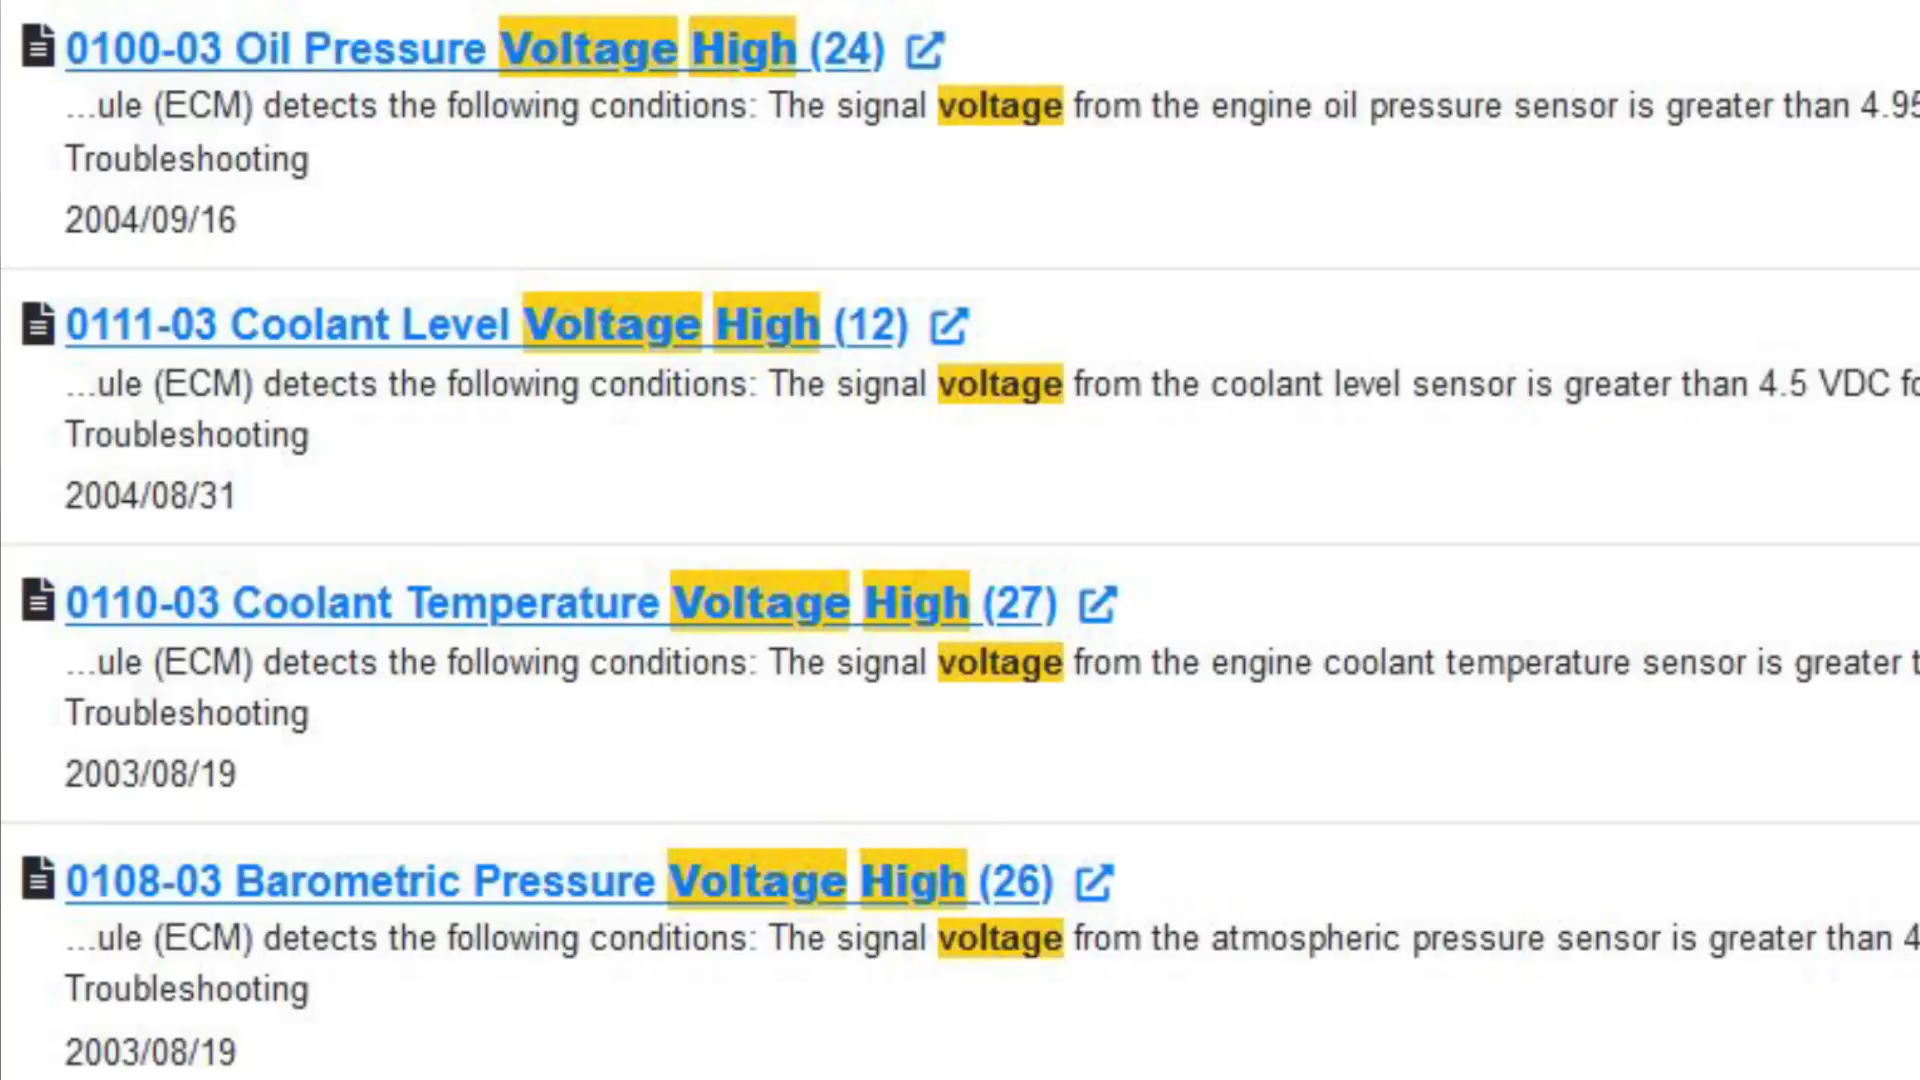 0100-03 Oil Pressure Voltage High (24)
...ule (ECM) detects the following conditions: The signal voltage from the engine oil pressure sensor is greater than 4.95
Troubleshooting
2004/09/16
0111-03 Coolant Level Voltage High (12)
...ule (ECM) detects the following conditions: The signal voltage from the coolant level sensor is greater than 4.5 VDC
Troubleshooting
2004/08/31
0110-03 Coolant Temperature Voltage High (27)
...ule (ECM) detects the following conditions: The signal voltage from the engine coolant temperature sensor is greater
Troubleshooting
2003/08/19
0108-03 Barometric Pressure Voltage High (26)
...ule (ECM) detects the following conditions: The signal voltage from the atmospheric pressure sensor is greater than 4
Troubleshooting
2003/08/19